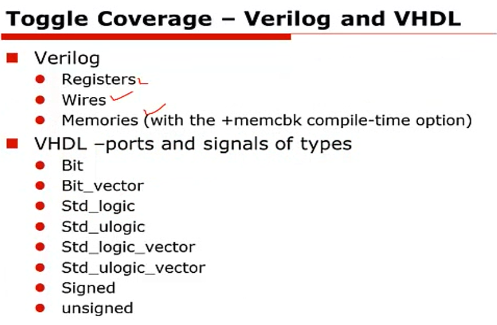 Toggle Coverage – Verilog and VHDL
Verilog
Registers
Wires
Memories (with the +memcbk compile-time option)
VHDL –ports and signals of types
Bit
Bit_vector
Std_logic
Std_ulogic
Std_logic_vector
Std_ulogic_vector
Signed
unsigned